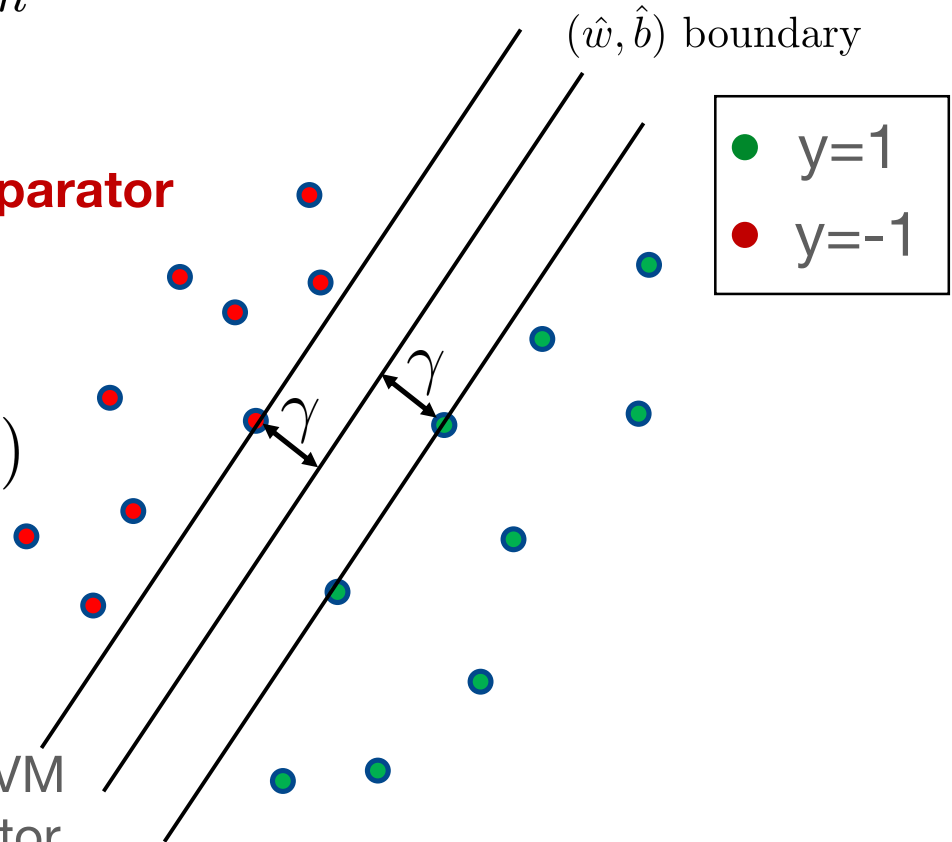 n
(ŵ, b̂) boundary
y=1
parator
y=-1
γ
γ
)
VM
tor